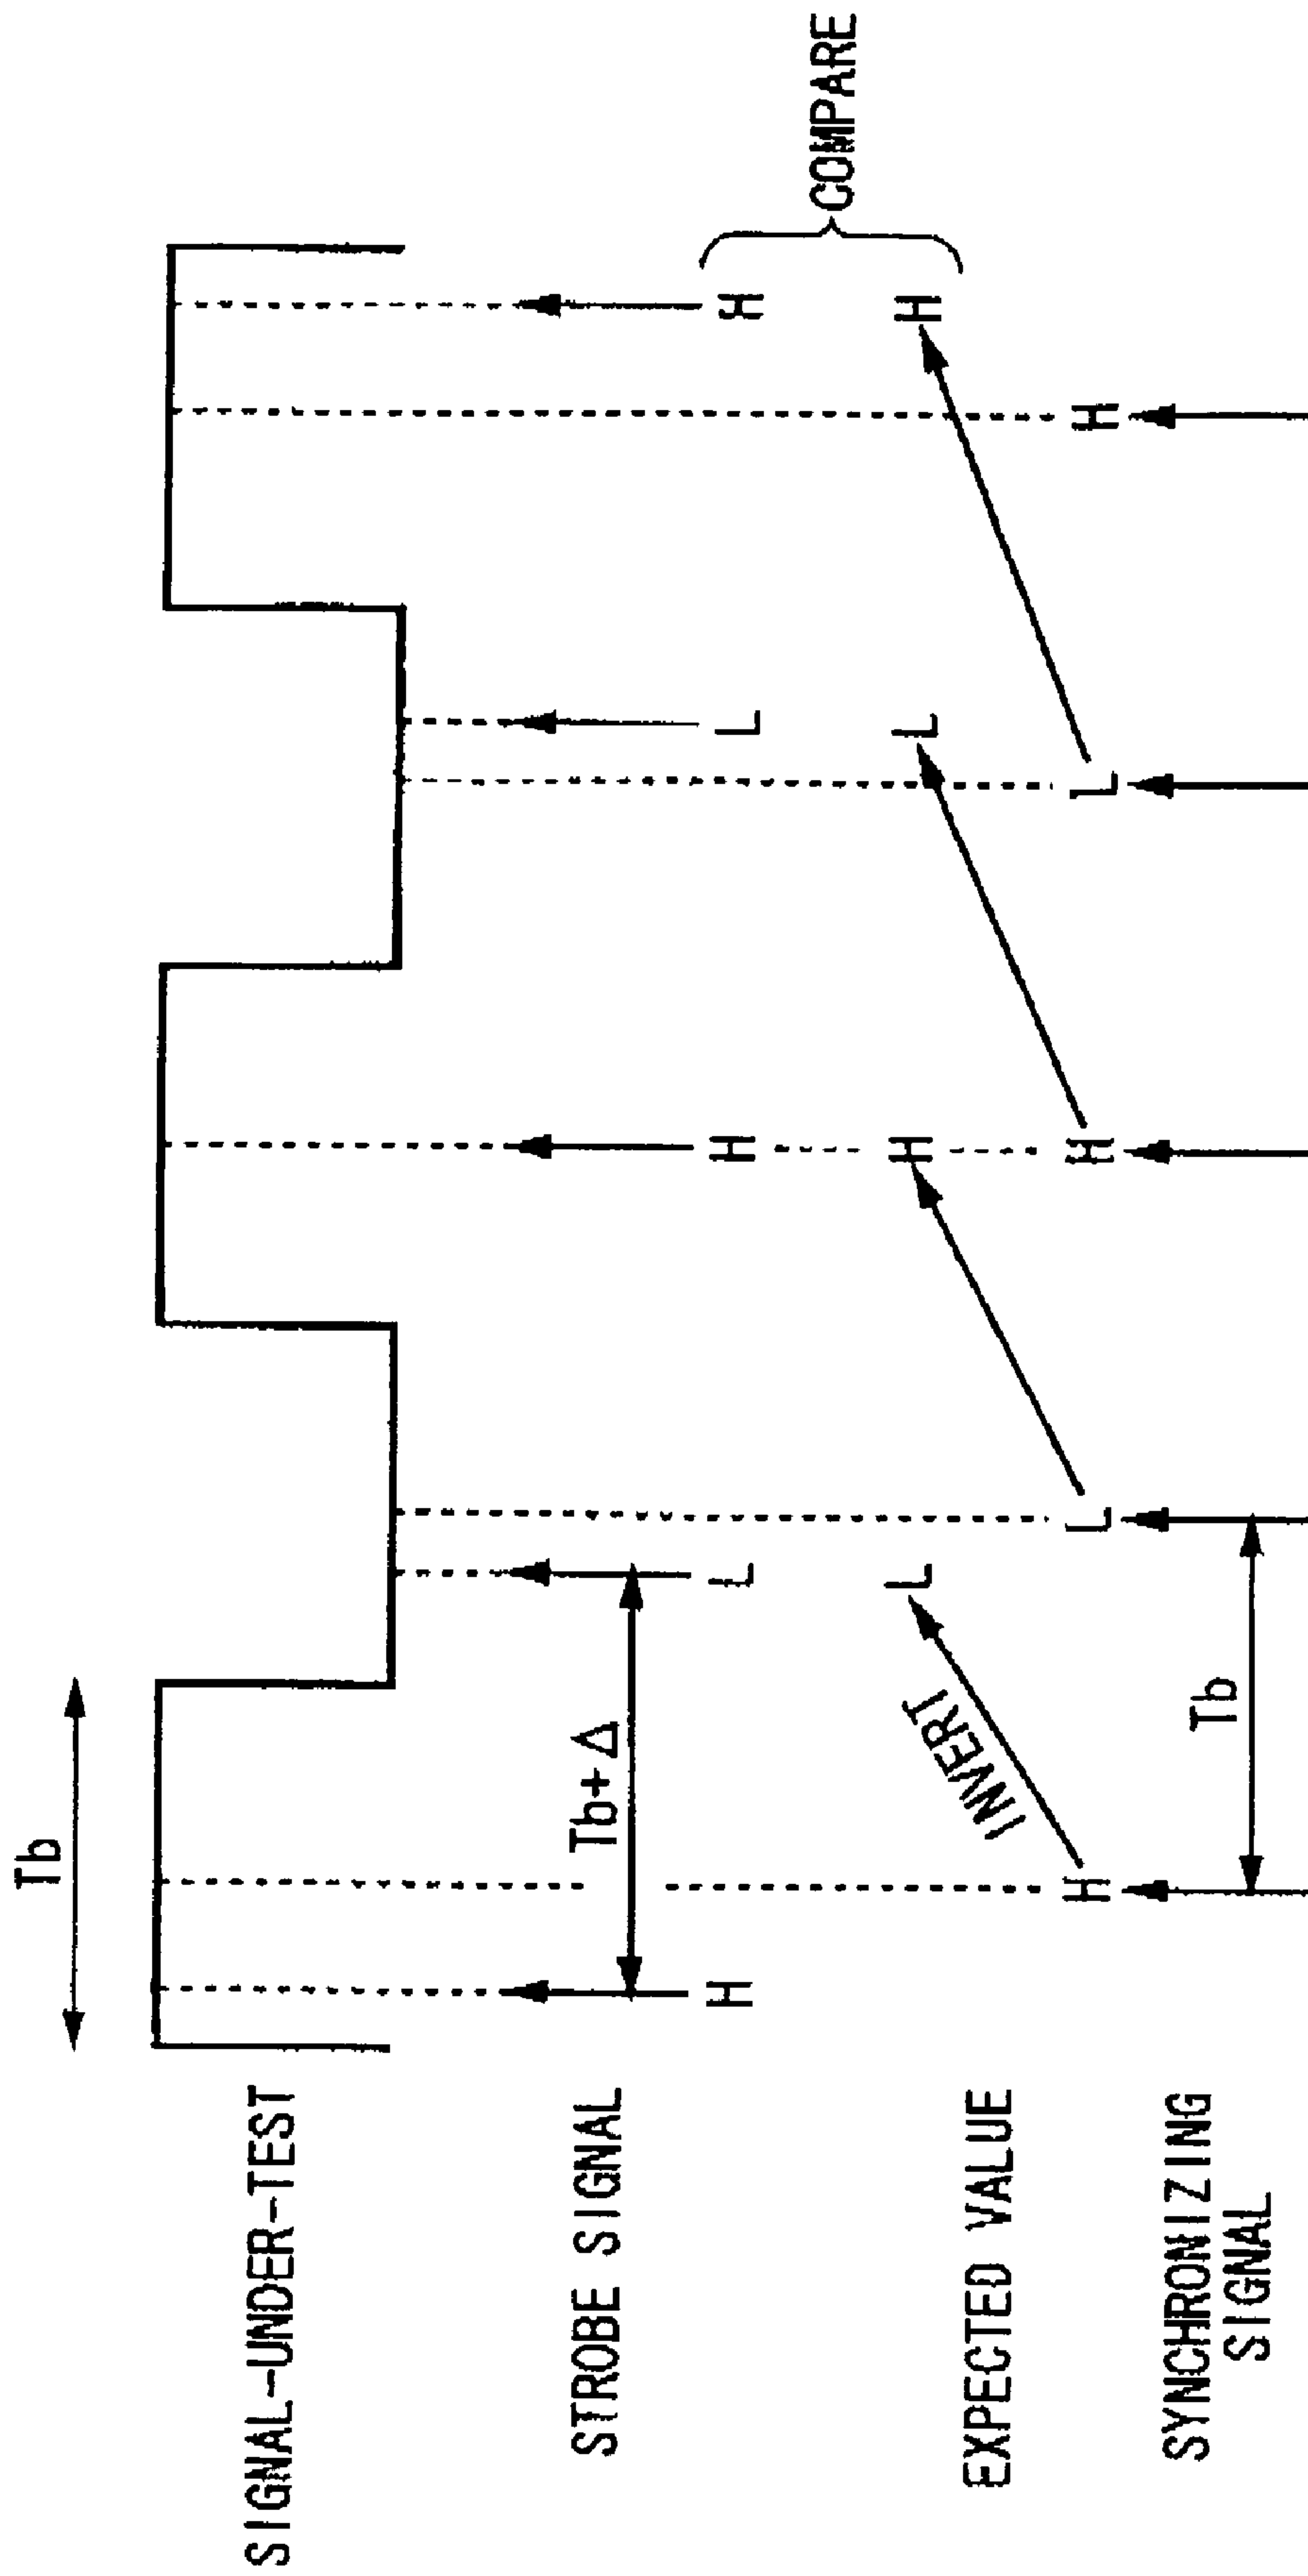 Tb
SIGNAL-UNDER-TEST
STROBE SIGNAL
Tb+Δ
H L H L H
COMPARE
EXPECTED VALUE
L H L H
INVERT
H L H L H
SYNCHRONIZING
SIGNAL
Tb